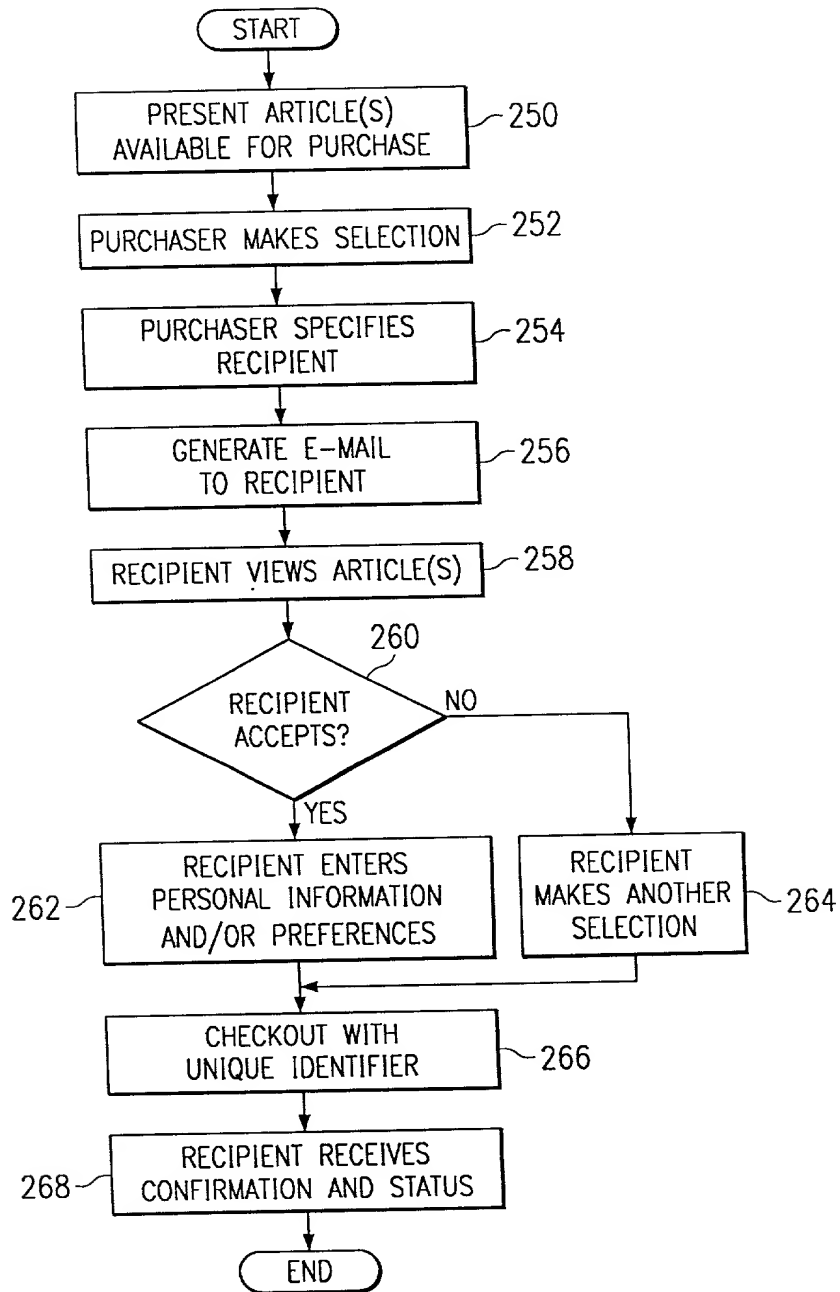 START
PRESENT ARTICLE(S)
AVAILABLE FOR PURCHASE
250
PURCHASER MAKES SELECTION
252
PURCHASER SPECIFIES
RECIPIENT
254
GENERATE E-MAIL
TO RECIPIENT
256
RECIPIENT VIEWS ARTICLE(S)
258
260
RECIPIENT
ACCEPTS?
NO
YES
262
RECIPIENT ENTERS
PERSONAL INFORMATION
AND/OR PREFERENCES
RECIPIENT
MAKES ANOTHER
SELECTION
264
CHECKOUT WITH
UNIQUE IDENTIFIER
266
268
RECIPIENT RECEIVES
CONFIRMATION AND STATUS
END